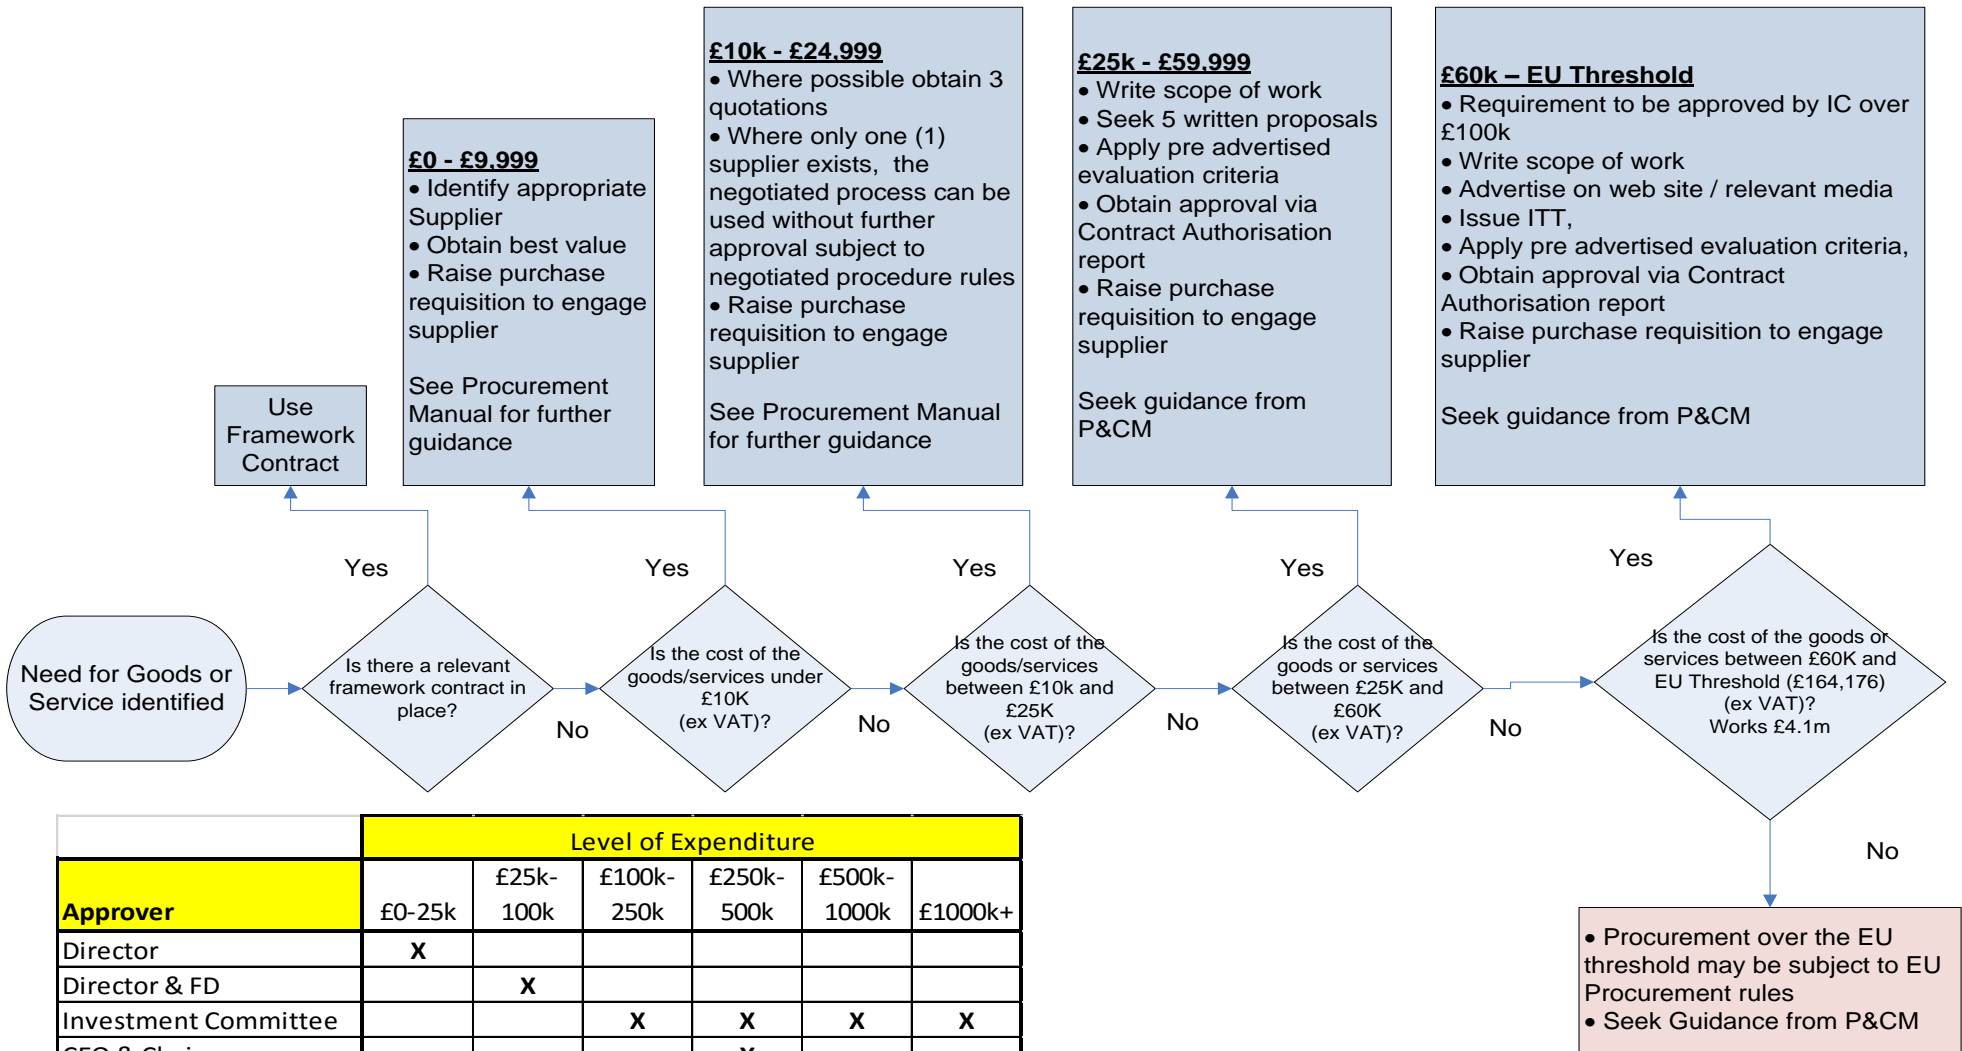 £0 - £9,999
• Identify appropriate
Supplier
• Obtain best value
• Raise purchase
requisition to engage
supplier
See Procurement
Manual for further
guidance
£10k - £24,999
• Where possible obtain 3
quotations
• Where only one (1)
supplier exists,  the
negotiated process can be
used without further
approval subject to
negotiated procedure rules
• Raise purchase
requisition to engage
supplier
See Procurement Manual
for further guidance
£25k - £59,999
• Write scope of work
• Seek 5 written proposals
• Apply pre advertised
evaluation criteria
• Obtain approval via
Contract Authorisation
report
• Raise purchase
requisition to engage
supplier
Seek guidance from
P&CM
£60k – EU Threshold
• Requirement to be approved by IC over
£100k
• Write scope of work
• Advertise on web site / relevant media
• Issue ITT,
• Apply pre advertised evaluation criteria,
• Obtain approval via Contract
Authorisation report
• Raise purchase requisition to engage
supplier
Seek guidance from P&CM
Use
Framework
Contract
Yes
Yes
Yes
Yes
Yes
Need for Goods or
Service identified
Is there a relevant
framework contract in
place?
No
Is the cost of the
goods/services under
£10K
(ex VAT)?
No
Is the cost of the
goods/services
between £10k and
£25K
(ex VAT)?
No
Is the cost of the
goods or services
between £25K and
£60K
(ex VAT)?
No
Is the cost of the goods or
services between £60K and
EU Threshold (£164,176)
(ex VAT)?
Works £4.1m
No
• Procurement over the EU
threshold may be subject to EU
Procurement rules
• Seek Guidance from P&CM
Level of Expenditure
Approver £0-25k £25k-100k £100k-250k £250k-500k £500k-1000k £1000k+
Director X
Director & FD X
Investment Committee X X X X